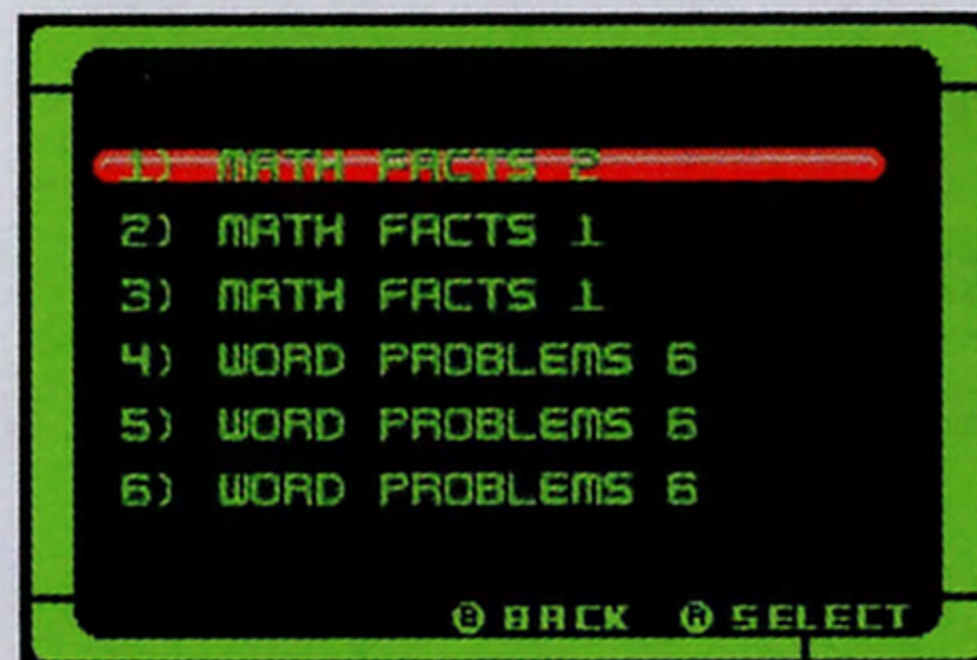 1) MATH FACTS 2
2) MATH FACTS 1
3) MATH FACTS 1
4) WORD PROBLEMS 6
5) WORD PROBLEMS 6
6) WORD PROBLEMS 6
B BACK A SELECT